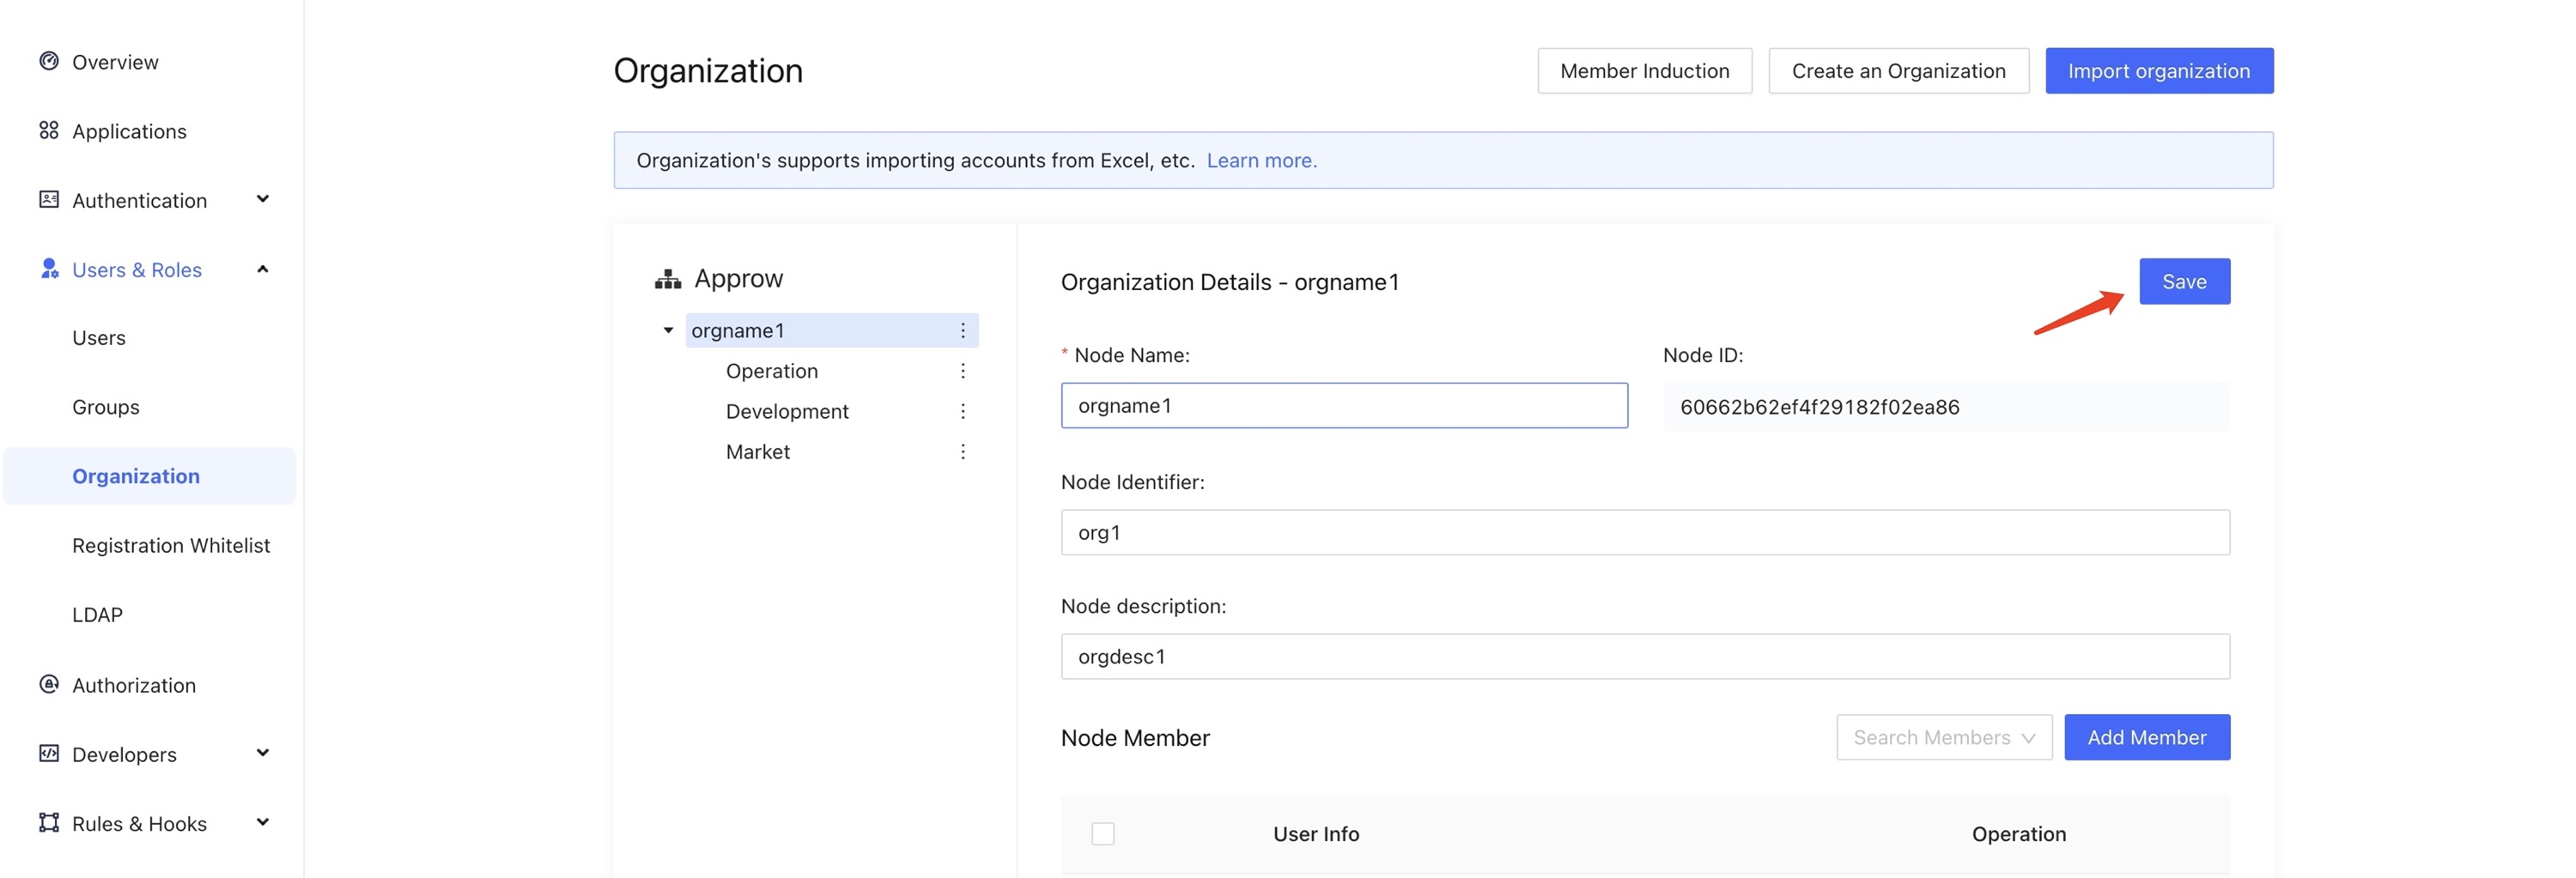 Overview
Applications
Authentication
Users & Roles
Users
Groups
Organization
Registration Whitelist
LDAP
Authorization
Developers
Rules & Hooks
Organization
Member Induction
Create an Organization
Import organization
Organization's supports importing accounts from Excel, etc. Learn more.
Approw
orgname1
Operation
Development
Market
Organization Details - orgname1
Save
* Node Name:
orgname1
Node ID:
60662b62ef4f29182f02ea86
Node Identifier:
org1
Node description:
orgdesc1
Node Member
Search Members
Add Member
User Info
Operation